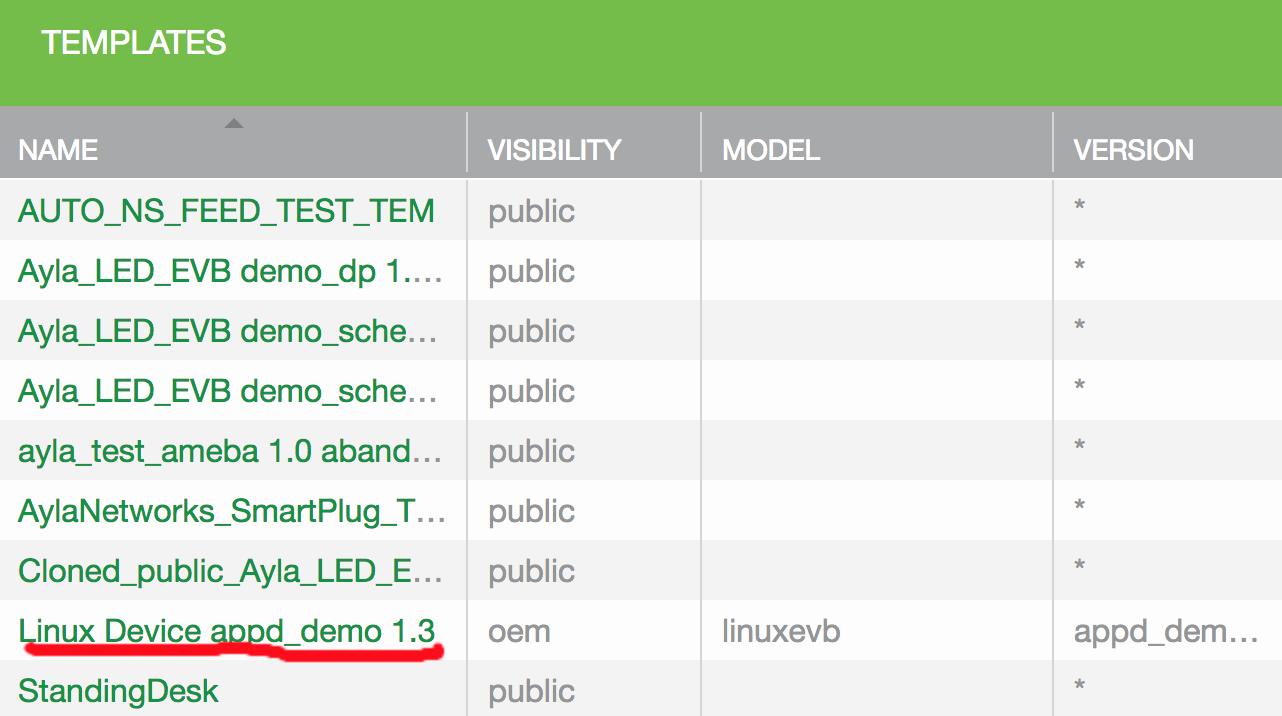 TEMPLATES
NAME VISIBILITY MODEL VERSION
AUTO_NS_FEED_TEST_TEM public *
Ayla_LED_EVB demo_dp 1.... public *
Ayla_LED_EVB demo_sche... public *
Ayla_LED_EVB demo_sche... public *
ayla_test_ameba 1.0 aband... public *
AylaNetworks_SmartPlug_T... public *
Cloned_public_Ayla_LED_E... public *
Linux Device appd_demo 1.3 oem linuxevb appd_dem...
StandingDesk public *